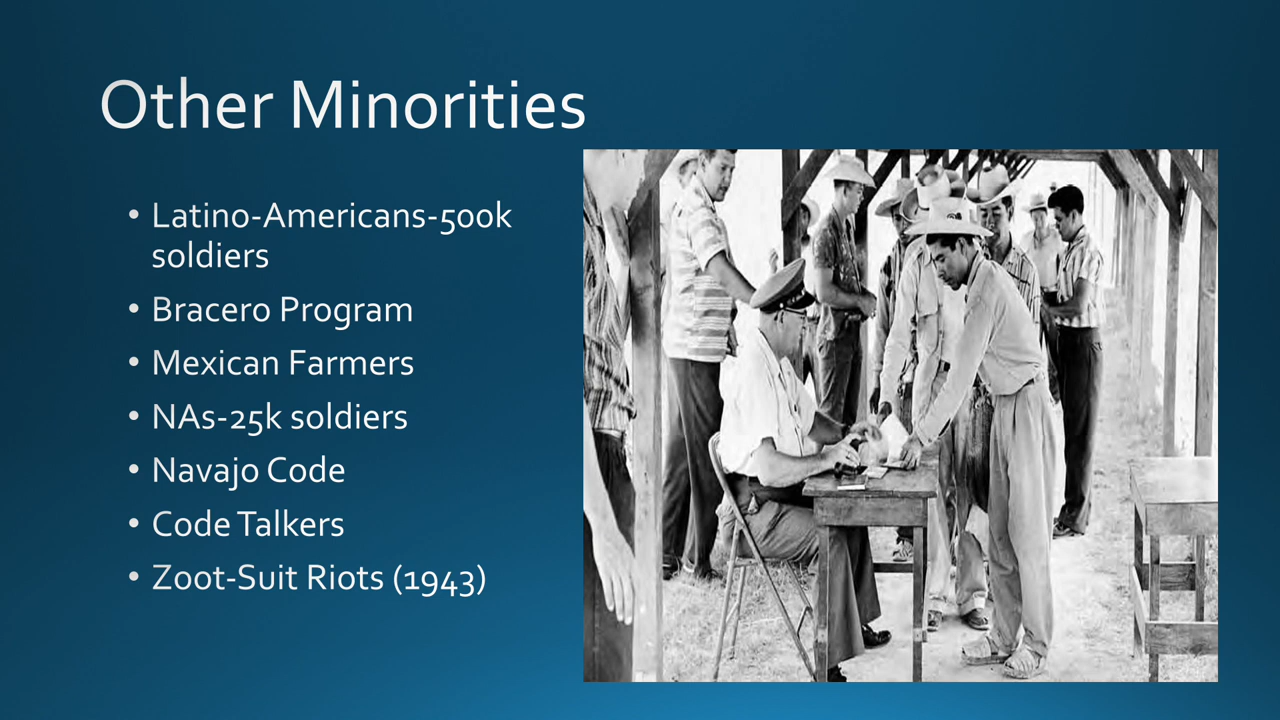 Other Minorities
• Latino-Americans-500k
soldiers
• Bracero Program
• Mexican Farmers
• NAs-25k soldiers
• Navajo Code
• Code Talkers
• Zoot-Suit Riots (1943)